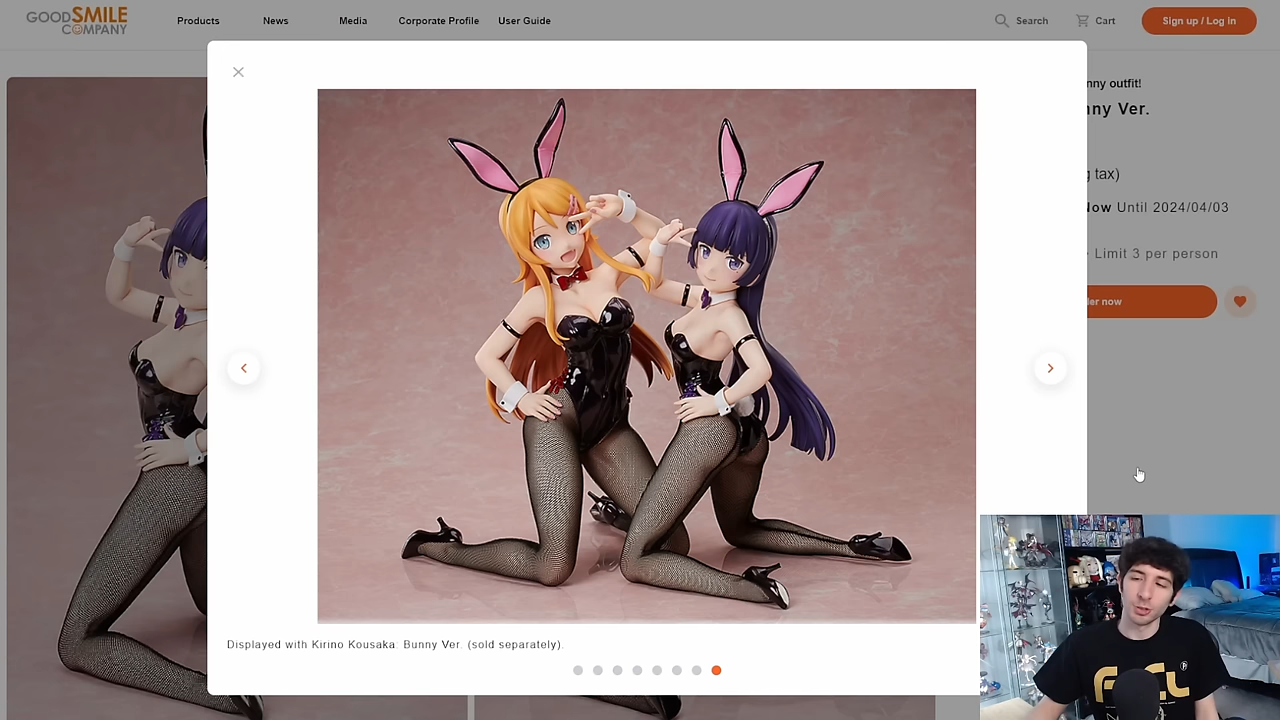 GOODSMILE
COMPANY
Products
News
Media
Corporate Profile
User Guide
Search
Cart
Sign up / Log in
nny outfit!
nny Ver.
g tax)
Now Until 2024/04/03
Limit 3 per person
der now
Displayed with Kirino Kousaka: Bunny Ver. (sold separately).